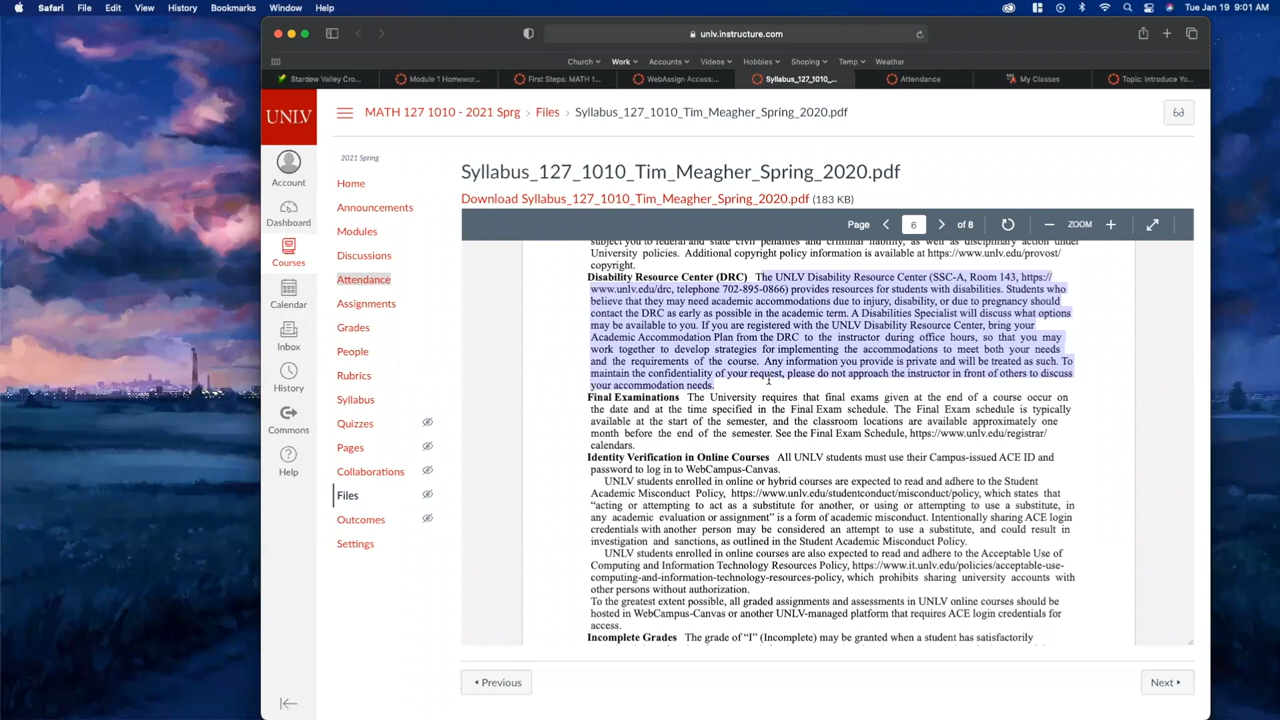 Safari File Edit View History Bookmarks Window Help
Tue Jan 19 9:01 AM
univ.instructure.com
Church Work Accounts Videos Hobbies Shoping Temp Weather
Stardew Valley Cro... Module 1 Homewor... First Steps: MATH 1... WebAssign Access:... Syllabus_127_1010_... Attendance My Classes Topic: Introduce Yo...
UNLV
MATH 127 1010 - 2021 Sprg › Files › Syllabus_127_1010_Tim_Meagher_Spring_2020.pdf
Account
Dashboard
Courses
Calendar
Inbox
History
Commons
Help
2021 Spring
Home
Announcements
Modules
Discussions
Attendance
Assignments
Grades
People
Rubrics
Syllabus
Quizzes
Pages
Collaborations
Files
Outcomes
Settings
Syllabus_127_1010_Tim_Meagher_Spring_2020.pdf
Download Syllabus_127_1010_Tim_Meagher_Spring_2020.pdf (183 KB)
Page 6 of 8 ZOOM
subject you to federal and state civil penalties and criminal liability, as well as disciplinary action under
University policies. Additional copyright policy information is available at https://www.unlv.edu/provost/
copyright.
Disability Resource Center (DRC) The UNLV Disability Resource Center (SSC-A, Room 143, https://
www.unlv.edu/drc, telephone 702-895-0866) provides resources for students with disabilities. Students who
believe that they may need academic accommodations due to injury, disability, or due to pregnancy should
contact the DRC as early as possible in the academic term. A Disabilities Specialist will discuss what options
may be available to you. If you are registered with the UNLV Disability Resource Center, bring your
Academic Accommodation Plan from the DRC to the instructor during office hours, so that you may
work together to develop strategies for implementing the accommodations to meet both your needs
and the requirements of the course. Any information you provide is private and will be treated as such. To
maintain the confidentiality of your request, please do not approach the instructor in front of others to discuss
your accommodation needs.
Final Examinations The University requires that final exams given at the end of a course occur on
the date and at the time specified in the Final Exam schedule. The Final Exam schedule is typically
available at the start of the semester, and the classroom locations are available approximately one
month before the end of the semester. See the Final Exam Schedule, https://www.unlv.edu/registrar/
calendars.
Identity Verification in Online Courses All UNLV students must use their Campus-issued ACE ID and
password to log in to WebCampus-Canvas.
UNLV students enrolled in online or hybrid courses are expected to read and adhere to the Student
Academic Misconduct Policy, https://www.unlv.edu/studentconduct/misconduct/policy, which states that
“acting or attempting to act as a substitute for another, or using or attempting to use a substitute, in
any academic evaluation or assignment” is a form of academic misconduct. Intentionally sharing ACE login
credentials with another person may be considered an attempt to use a substitute, and could result in
investigation and sanctions, as outlined in the Student Academic Misconduct Policy.
UNLV students enrolled in online courses are also expected to read and adhere to the Acceptable Use of
Computing and Information Technology Resources Policy, https://www.it.unlv.edu/policies/acceptable-use-
computing-and-information-technology-resources-policy, which prohibits sharing university accounts with
other persons without authorization.
To the greatest extent possible, all graded assignments and assessments in UNLV online courses should be
hosted in WebCampus-Canvas or another UNLV-managed platform that requires ACE login credentials for
access.
Incomplete Grades The grade of “I” (Incomplete) may be granted when a student has satisfactorily
Previous
Next